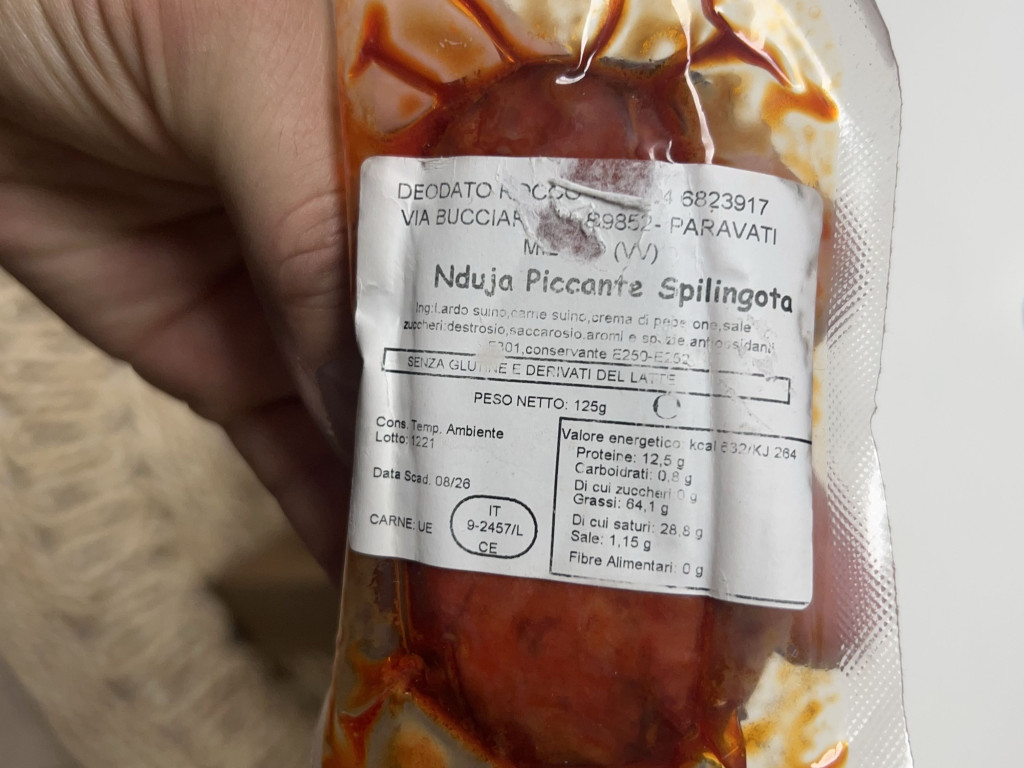 DEODATO ROCCO 4 6823917
VIA 89852- PARAVATI
(VV)
Nduja Piccante Spilingota
Ing:Lardo suino,carne suino,crema di pepe one,sale
zuccheri:destrosio,saccarosio,aromi e antiossidanti
E301,conservante E250-E252
SENZA GLUTINE E DERIVATI DEL LATTE
PESO NETTO: 125g
Cons. Temp. Ambiente
Lotto: 1221
Data Scad. 08/26
CARNE: UE
IT
9-2457/L
CE
Valore energetico: kcal 632/KJ 264
Proteine: 12,5 g
Carboidrati: 0,8 g
Di cui zuccheri 0 g
Grassi: 64,1 g
Di cui saturi: 28,8 g
Sale: 1,15 g
Fibre Alimentari: 0 g